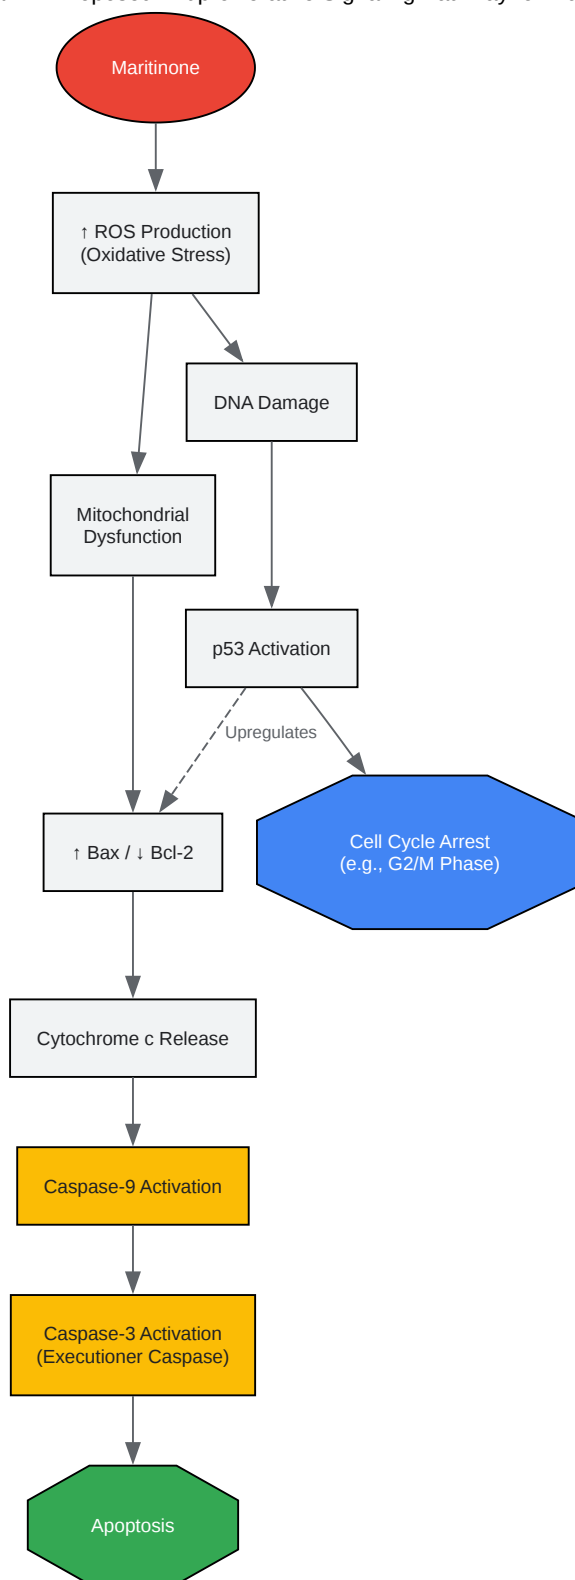 Maritinone
↑ ROS Production
(Oxidative Stress)
DNA Damage
Mitochondrial
Dysfunction
p53 Activation
Upregulates
↑ Bax / ↓ Bcl-2
Cell Cycle Arrest
(e.g., G2/M Phase)
Cytochrome c Release
Caspase-9 Activation
Caspase-3 Activation
(Executioner Caspase)
Apoptosis